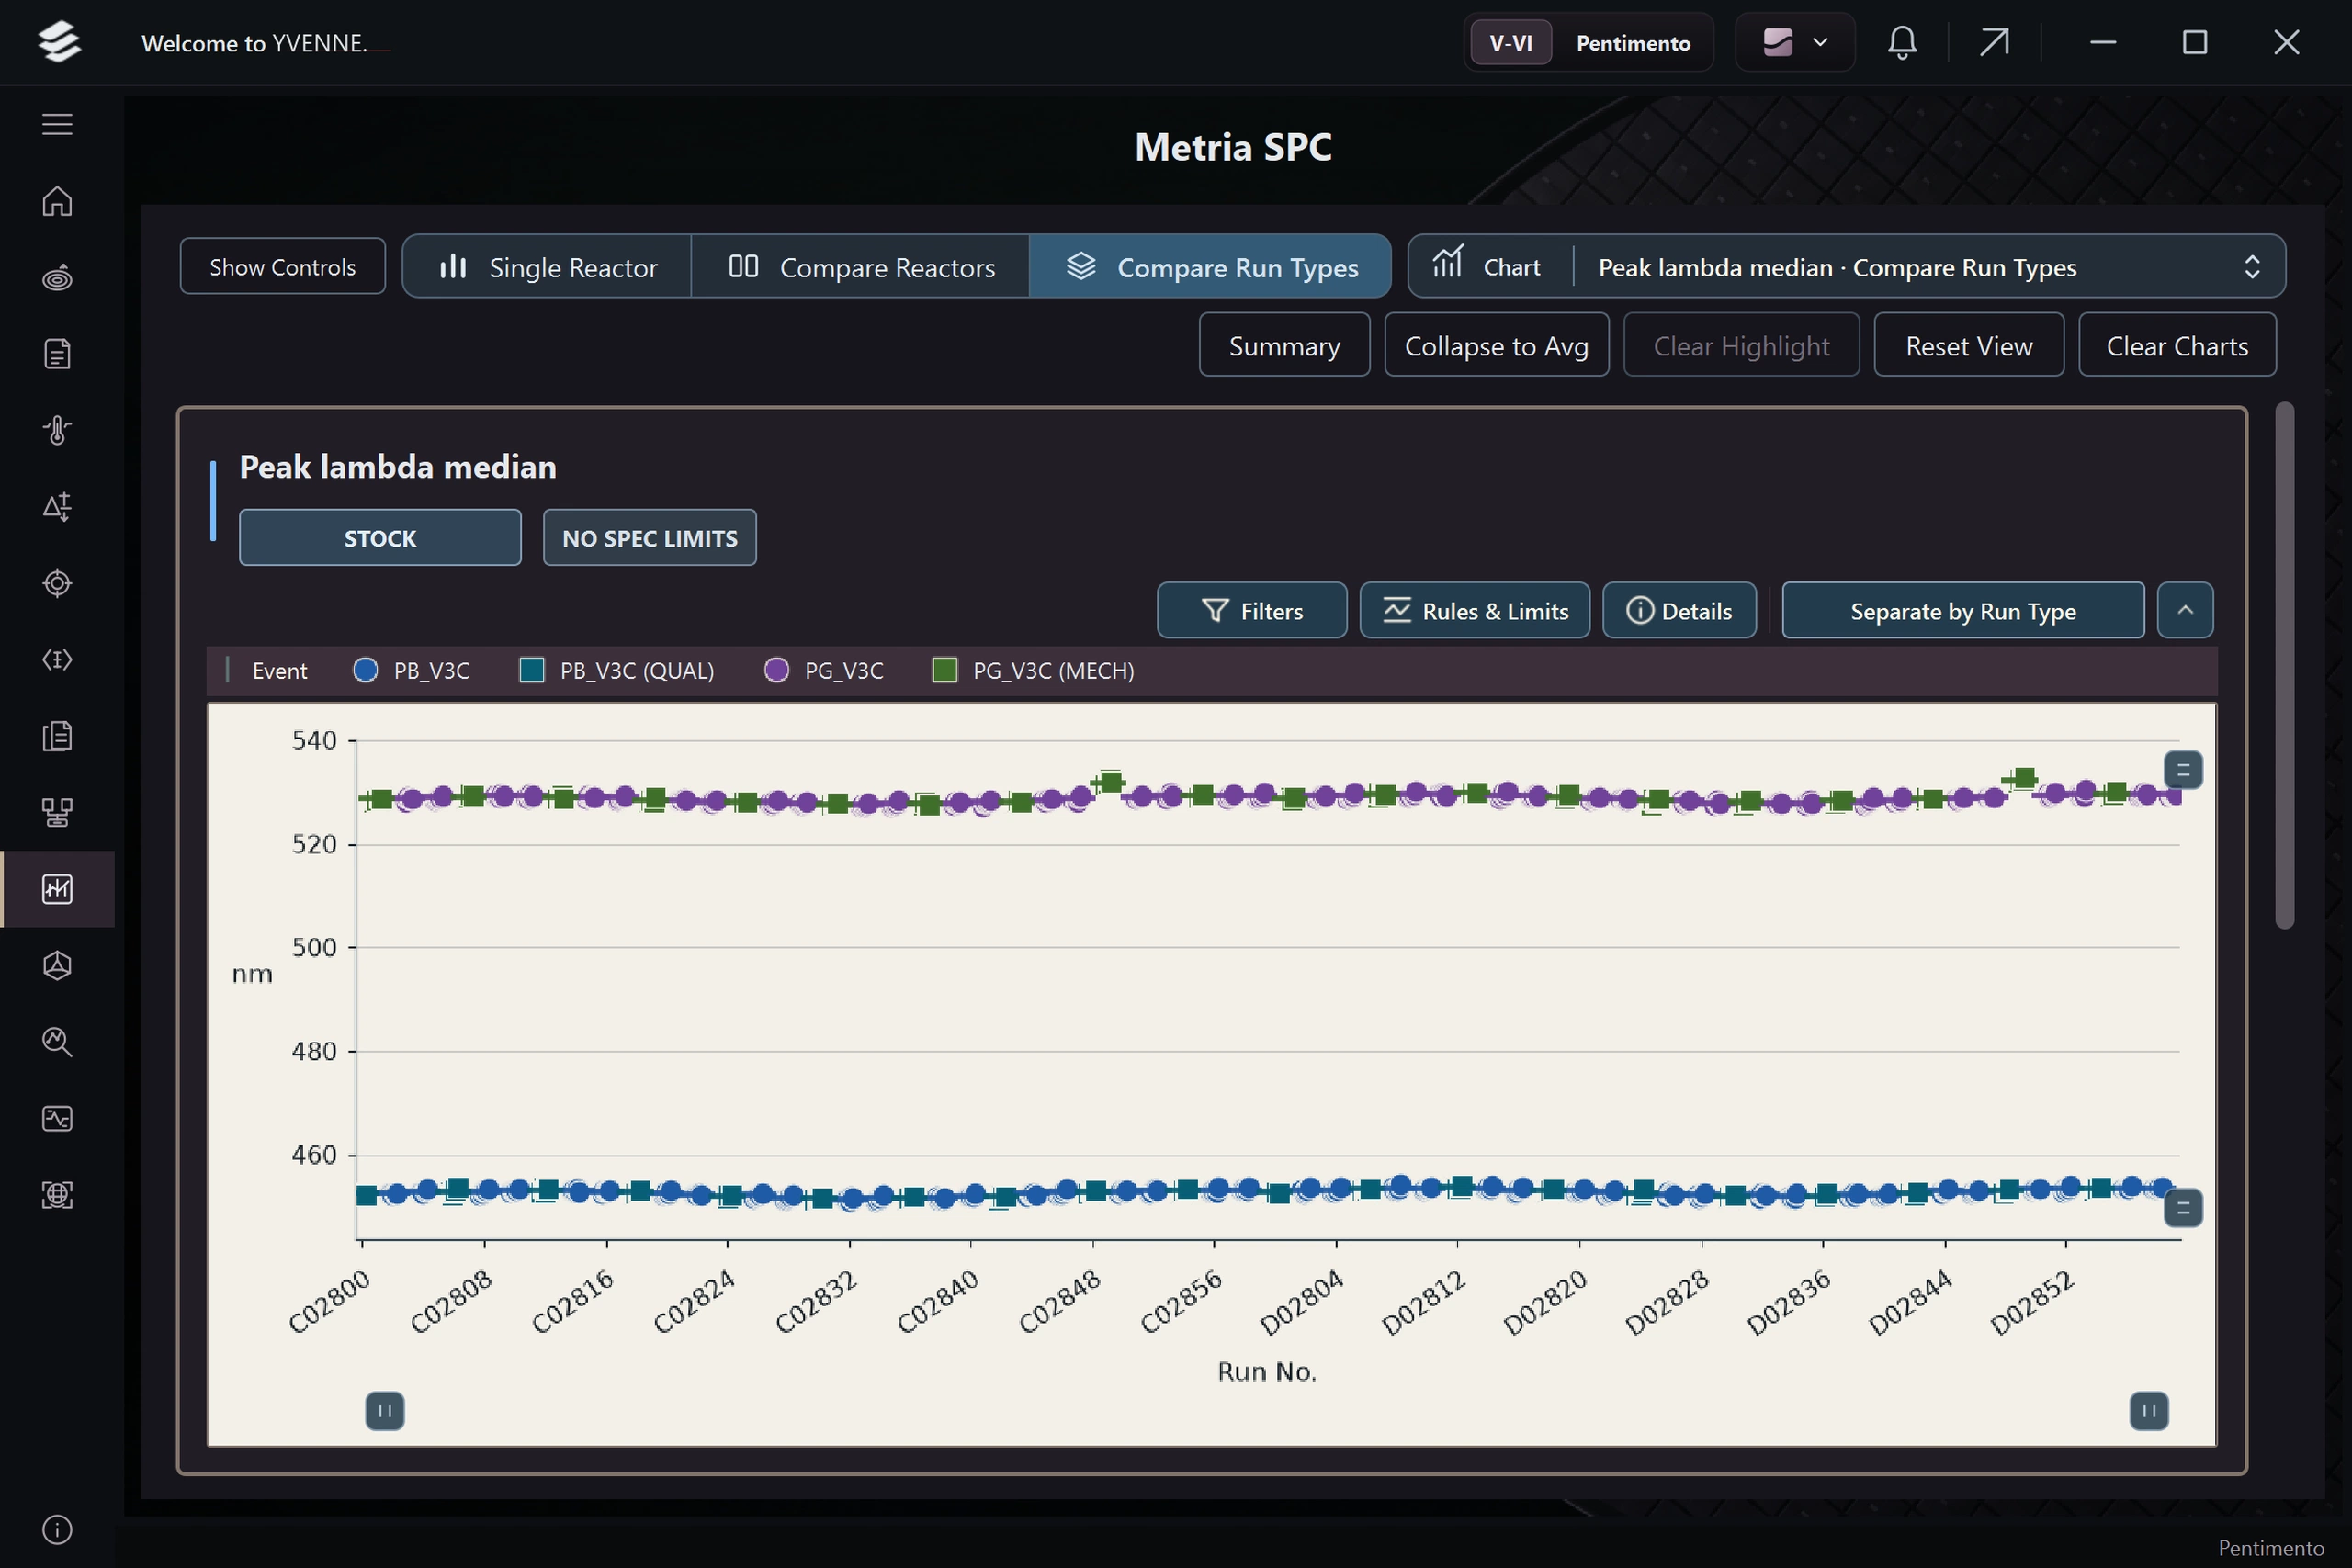 Welcome to YVENNE.
V-VI Pentimento
Metria SPC
Show Controls
Single Reactor
Compare Reactors
Compare Run Types
Chart
Peak lambda median · Compare Run Types
Summary
Collapse to Avg
Clear Highlight
Reset View
Clear Charts
Peak lambda median
STOCK
NO SPEC LIMITS
Filters
Rules & Limits
Details
Separate by Run Type
Event
PB_V3C
PB_V3C (QUAL)
PG_V3C
PG_V3C (MECH)
540
520
500
nm
480
460
C02800
C02808
C02816
C02824
C02832
C02840
C02848
C02856
D02804
D02812
D02820
D02828
D02836
D02844
D02852
Run No.
Pentimento